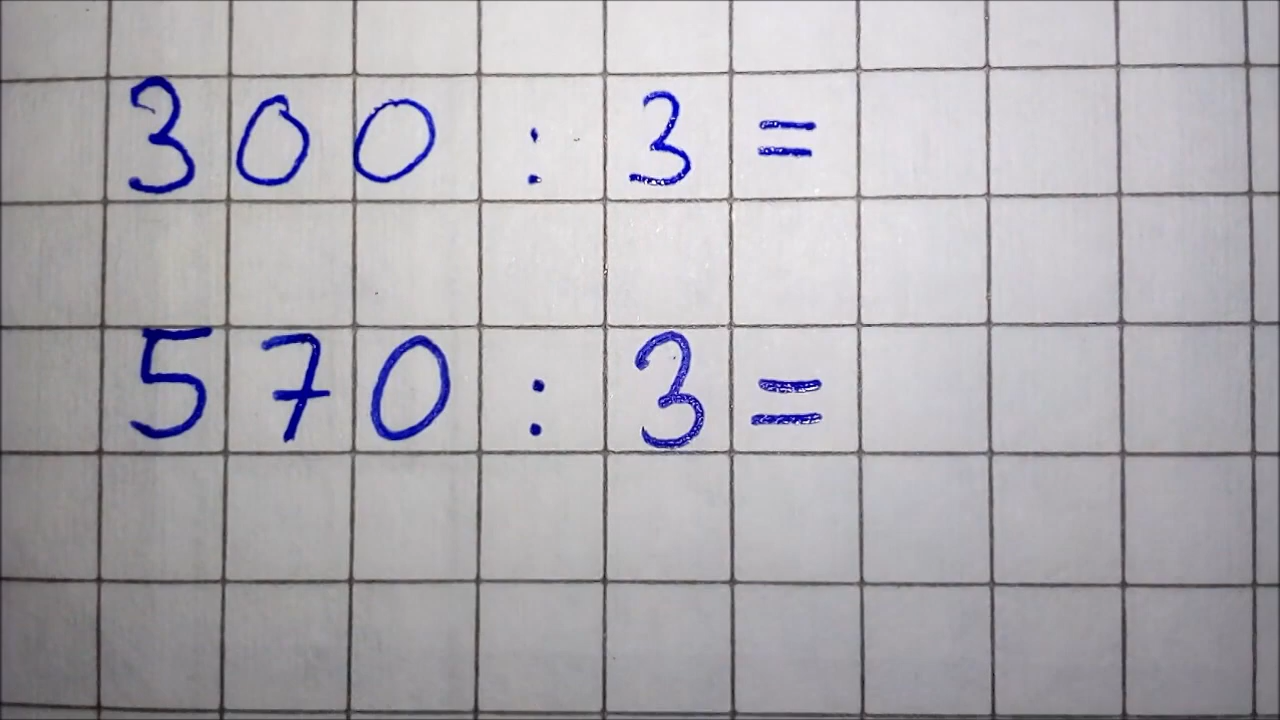 300 : 3 =
570 : 3 =